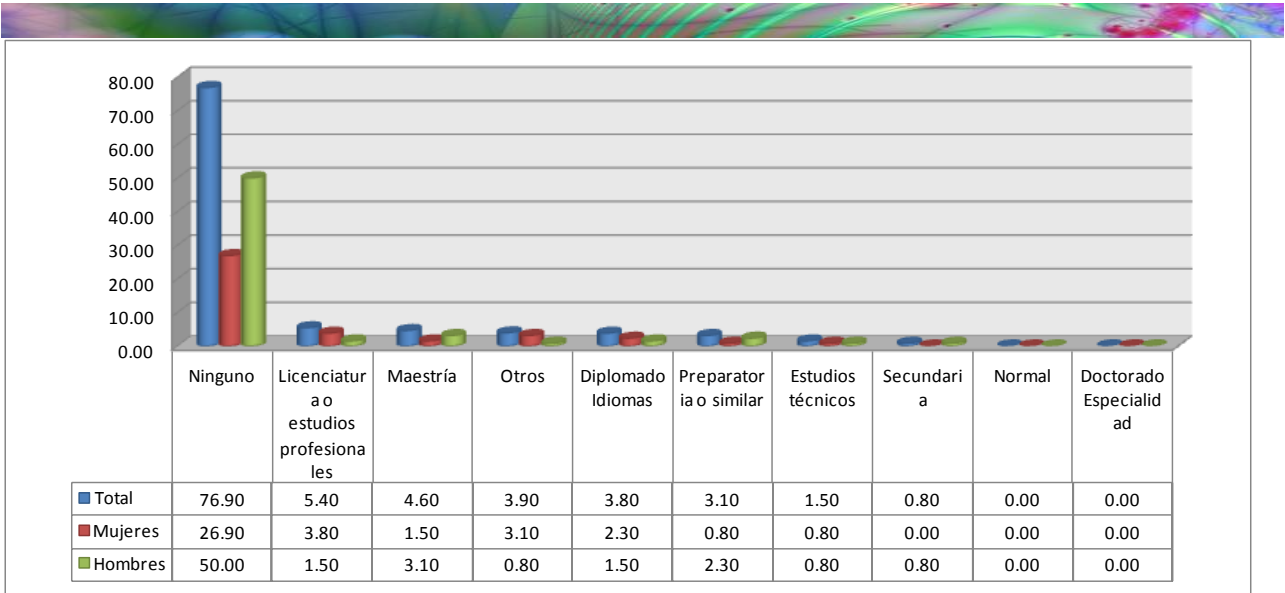 80.00
70.00
60.00
50.00
40.00
30.00
20.00
10.00
0.00
Ninguno Licenciatur Maestría Otros Diplomado Preparator Estudios Secundari Normal Doctorado
a o Idiomas ia o similar técnicos a Especialid
estudios ad
profesiona
les
Total 76.90 5.40 4.60 3.90 3.80 3.10 1.50 0.80 0.00 0.00
Mujeres 26.90 3.80 1.50 3.10 2.30 0.80 0.80 0.00 0.00 0.00
Hombres 50.00 1.50 3.10 0.80 1.50 2.30 0.80 0.80 0.00 0.00